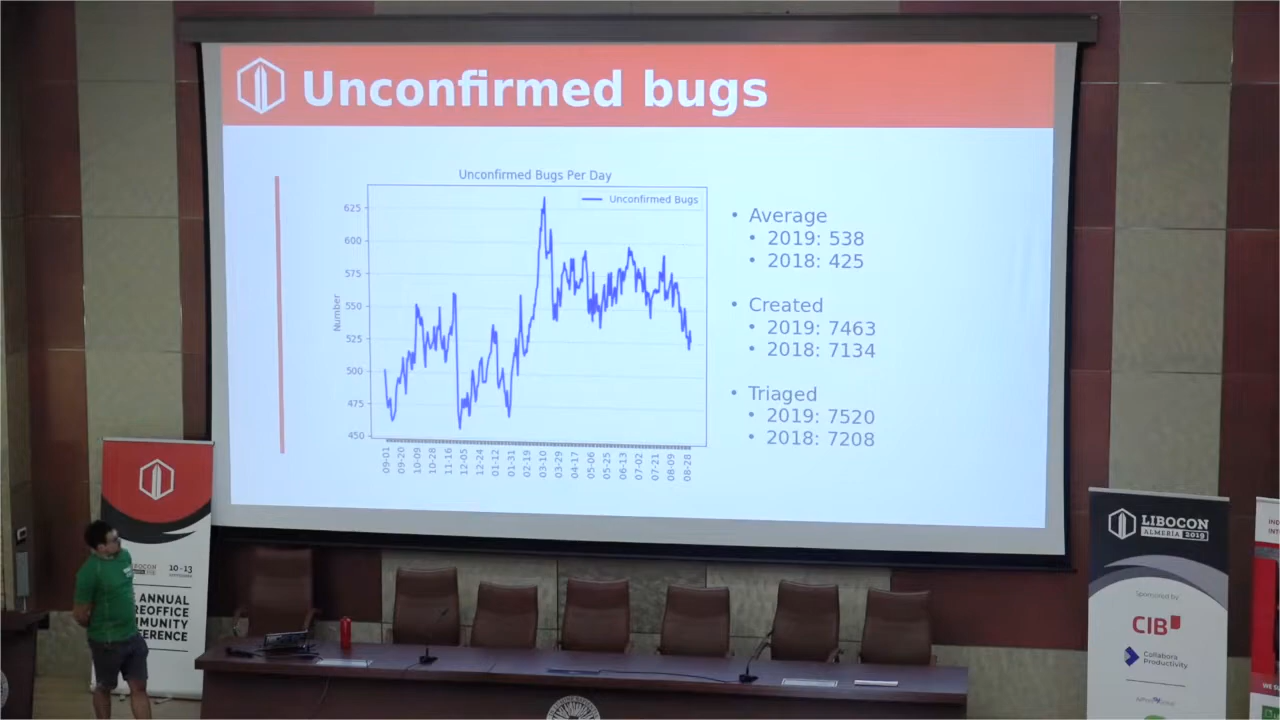 Unconfirmed bugs
Unconfirmed Bugs Per Day
Unconfirmed Bugs
Number
625
600
575
550
525
500
475
450
09-01
09-20
10-09
10-28
11-16
12-05
12-24
01-12
01-31
02-19
03-10
03-29
04-17
05-06
05-25
06-13
07-02
07-21
08-09
08-28
• Average
• 2019: 538
• 2018: 425
• Created
• 2019: 7463
• 2018: 7134
• Triaged
• 2019: 7520
• 2018: 7208
10-13
ANNUAL
REOFFICE
MUNITY
FERENCE
LIBOCON
ALMERIA 2019
Sponsored by
CIB
Collabora
Productivity